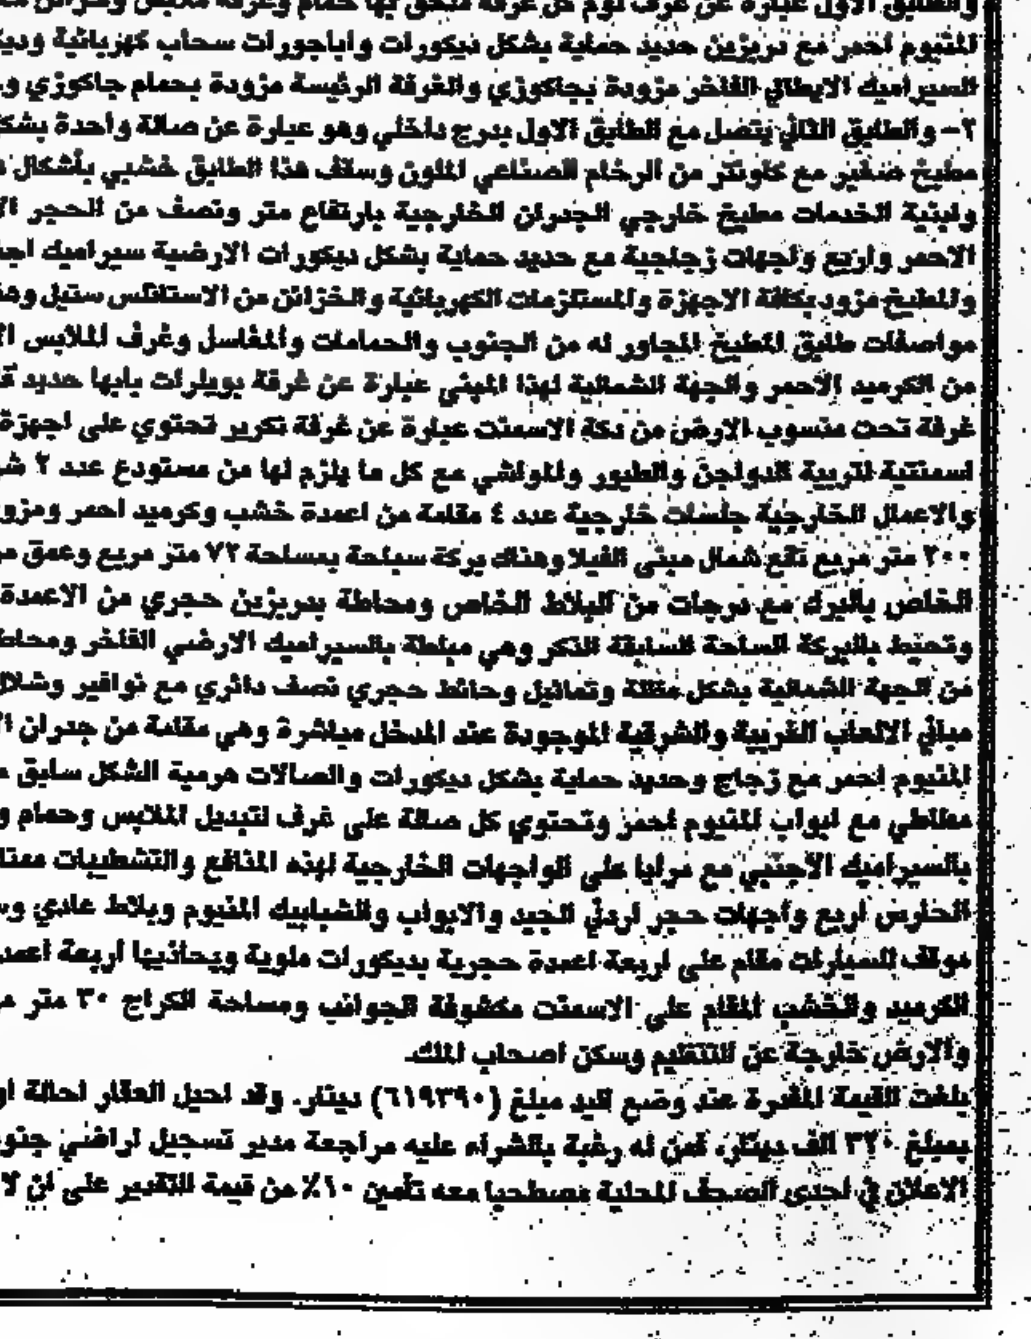 والطابق الاول عبارة عن غرف نوم كل غرفة ملحق بها حمام وغرفة ملابس وخزائن
المنيوم احمر مع دربزين حديد حماية بشكل ديكورات واباجورات سحاب كهربائية
السيراميك الايطالي الفاخر مزودة بجاكوزي والغرفة الرئيسة مزودة بحمام جاكوزي
٣- والطابق الثاني يتصل مع الطابق الاول بدرج داخلي وهو عبارة عن صالة واحدة
مطبخ صغير مع كاونتر من الرخام الصناعي الملون وسقف هذا الطابق خشبي بأشكال
وابنية الخدمات مطبخ خارجي الجدران الخارجية بارتفاع متر ونصف من الحجر
الاحمر واربع واجهات زجاجية مع حديد حماية بشكل ديكورات الارضية سيراميك
والمطبخ مزود بكافة الاجهزة والمستلزمات الكهربائية والخزائن من الاستانلس ستيل
مواصفات طابق المطبخ المجاور له من الجنوب والحمامات والمغاسل وغرف الملابس
من الكرميد الاحمر والجهة الشمالية لهذا المبنى عبارة عن غرفة بويلرات بابها حديد
غرفة تحت منسوب الارض من دكة الاسمنت عبارة عن غرفة تكرير تحتوي على اجهزة
اسمنتية لتربية الدواجن والطيور والمواشي مع كل ما يلزم لها من مستودع عدد ٢
والاعمال الخارجية جلسات خارجية عدد ٤ مقامة من اعمدة خشب وكرميد احمر
٢٠٠ متر مربع تقع شمال مبنى الفيلا وهناك بركة سباحة بمساحة ٧٢ متر مربع وعمق
الخاص بالبرك مع درجات من البلاط الخاص ومحاطة بدربزين حجري من الاعمدة
وتحيط بالبركة الساحة السابقة الذكر وهي مبلطة بالسيراميك الارضي الفاخر
من الجهة الشمالية بشكل مظلة وتماثيل وحائط حجري نصف دائري مع نوافير
مباني الالعاب الغربية والشرقية الموجودة عند المدخل مباشرة وهي مقامة من جدران
المنيوم احمر مع زجاج وحديد حماية بشكل ديكورات والصالات هرمية الشكل سابق
مطاطي مع ابواب المنيوم احمر وتحتوي كل صالة على غرف لتبديل الملابس وحمام
بالسيراميك الاجنبي مع مرايا على الواجهات الخارجية لهذه المنافع والتشطيبات
الحارس اربع واجهات حجر اردني الجيد والابواب والشبابيك المنيوم وبلاط عادي
موقف للسيارات مقام على اربعة اعمدة حجرية بديكورات ملوية ويحاذيها اربعة
الكرميد والخشب المقام على الاسمنت مكشوفة الجوانب ومساحة الكراج ٣٠ متر
والارض خارجة عن التنظيم وسكن اصحاب الملك.
بلغت القيمة المقدرة عند وضع اليد مبلغ (٦١٩٣٩٠) دينار. وقد احيل العقار احالة
بمبلغ ٣٢٠ الف دينار، فمن له رغبة بالشراء عليه مراجعة مدير تسجيل اراضي
الاعلان في احدى الصحف المحلية مصطحبا معه تأمين ١٠٪ من قيمة التقدير على ان لا